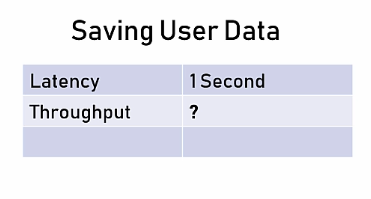 Saving User Data
Latency 1 Second
Throughput ?